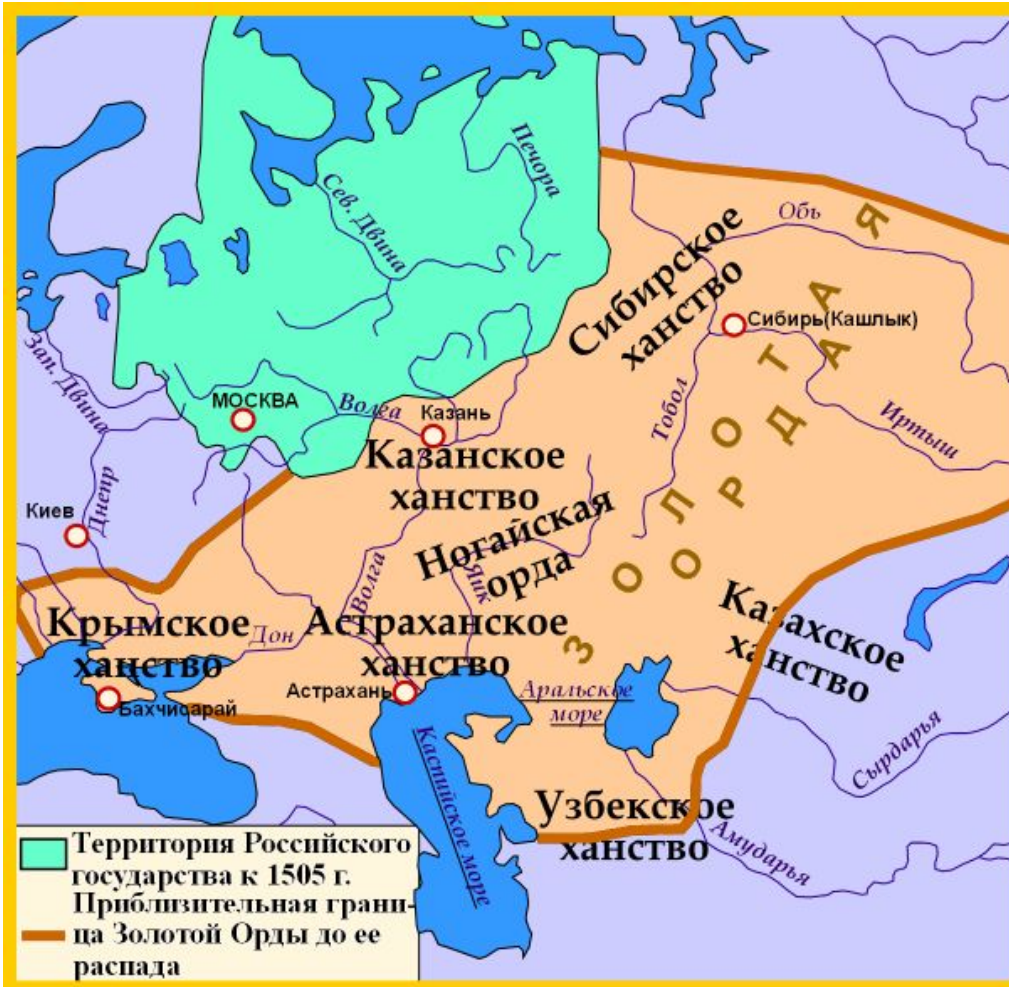 Печора
Сев. Двина
Обь
Сибирское
ханство
Сибирь(Кашлык)
Зап. Двина
МОСКВА
Волга
Казань
Тобол
Иртыш
Казанское
ханство
Киев
Днепр
Ногайская
орда
ЗОЛОТАЯ
ОРДА
Волга
Яик
Казахское
ханство
Крымское
ханство
Дон
Астраханское
ханство
Астрахань
Бахчисарай
Аральское
море
Каспийское море
Сырдарья
Узбекское
ханство
Амударья
Территория Российского
государства к 1505 г.
Приблизительная грани-
ца Золотой Орды до ее
распада